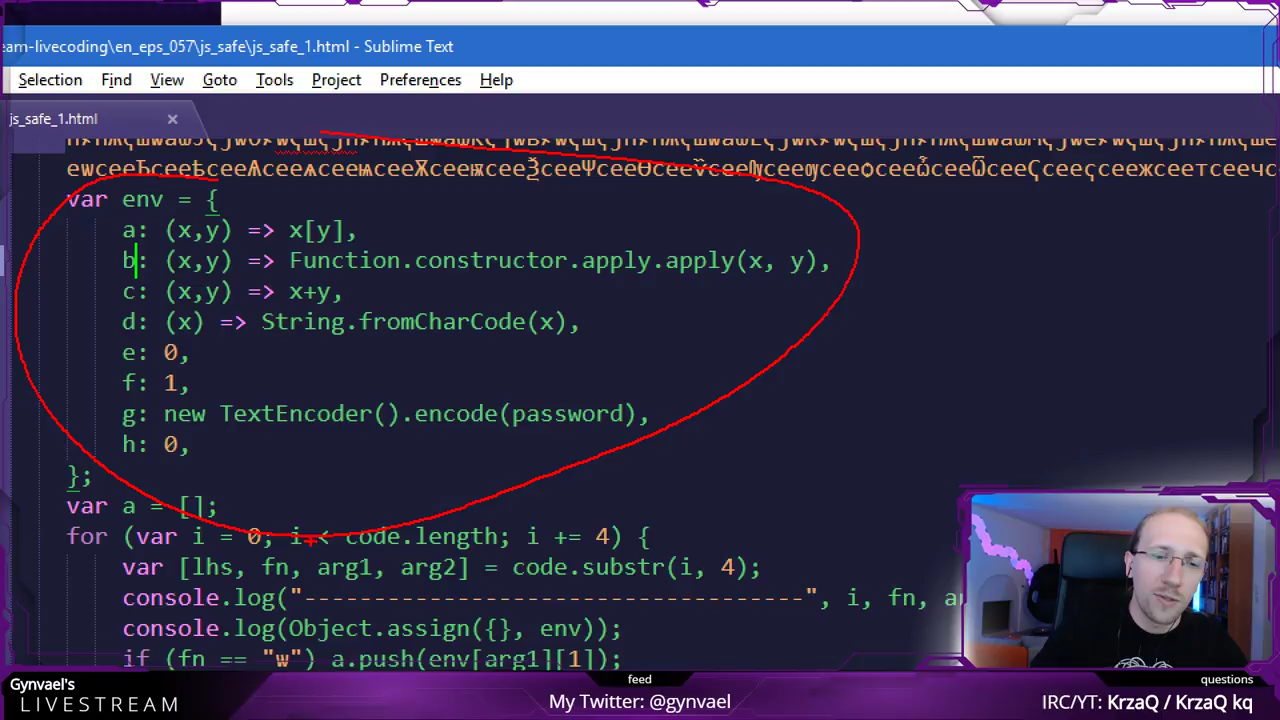 eam-livecoding\en_eps_057\js_safe\js_safe_1.html - Sublime Text
Selection Find View Goto Tools Project Preferences Help
js_safe_1.html ×
var env = {
a: (x,y) => x[y],
b: (x,y) => Function.constructor.apply.apply(x, y),
c: (x,y) => x+y,
d: (x) => String.fromCharCode(x),
e: 0,
f: 1,
g: new TextEncoder().encode(password),
h: 0,
};
var a = [];
for (var i = 0; i < code.length; i += 4) {
var [lhs, fn, arg1, arg2] = code.substr(i, 4);
console.log("------------------------------------", i, fn, a
console.log(Object.assign({}, env));
if (fn == "w") a.push(env[arg1][1]);
Gynvael's
LIVESTREAM
feed
My Twitter: @gynvael
questions
IRC/YT: KrzaQ / KrzaQ kq